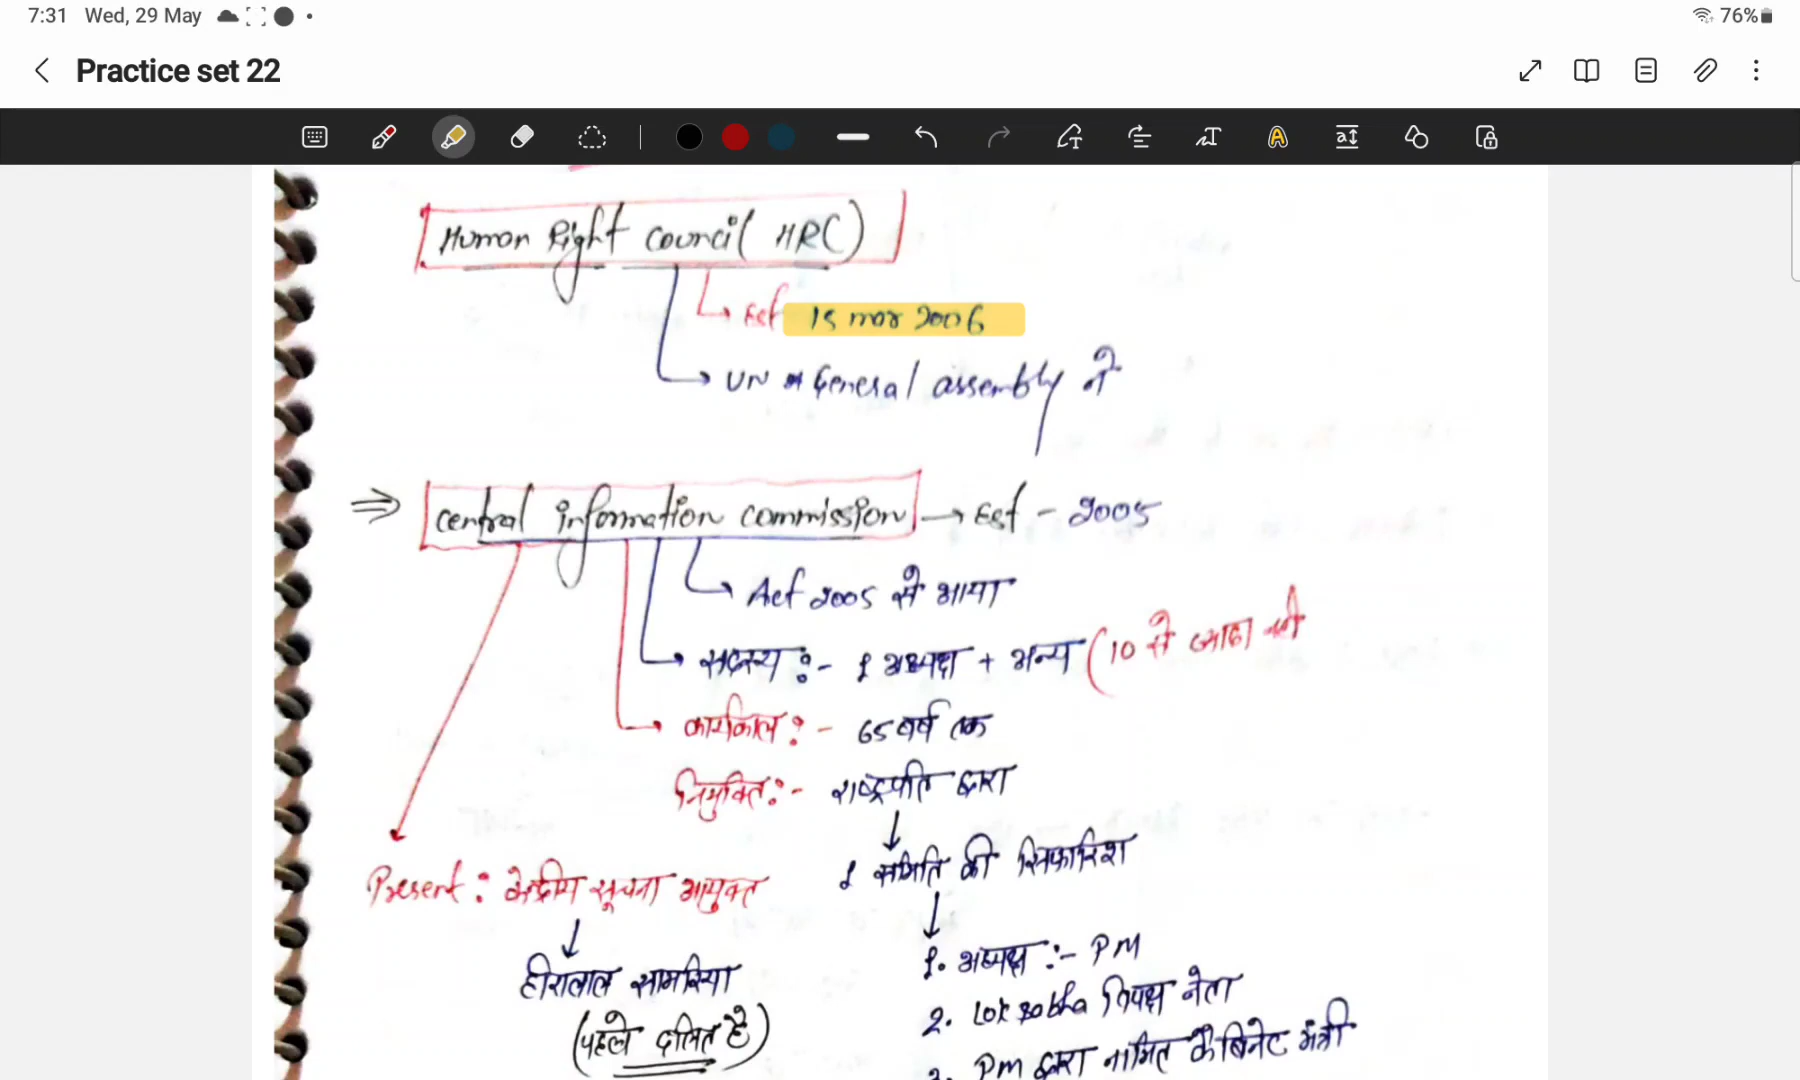 7:31 Wed, 29 May
76%
Practice set 22
Human Right Council HRC)
Est 15 mar 2006
UN General assembly ने
⇒ central information commission → Est - 2005
Act 2005 से आया
सदस्य :- 1 अध्यक्ष + अन्य (10 से ज्यादा नही
कार्यकाल :- 65 वर्ष तक
नियुक्ति :- राष्ट्रपति द्वारा
↓
1 समिति की सिफारिश
↓
Present : केन्द्रीय सूचना आयुक्त
↓
हीरालाल सामरिया
(पहले दलित है)
1. अध्यक्ष :- PM
2. Lok sabha विपक्ष नेता
3. Pm द्वारा नामित केबिनेट मंत्री